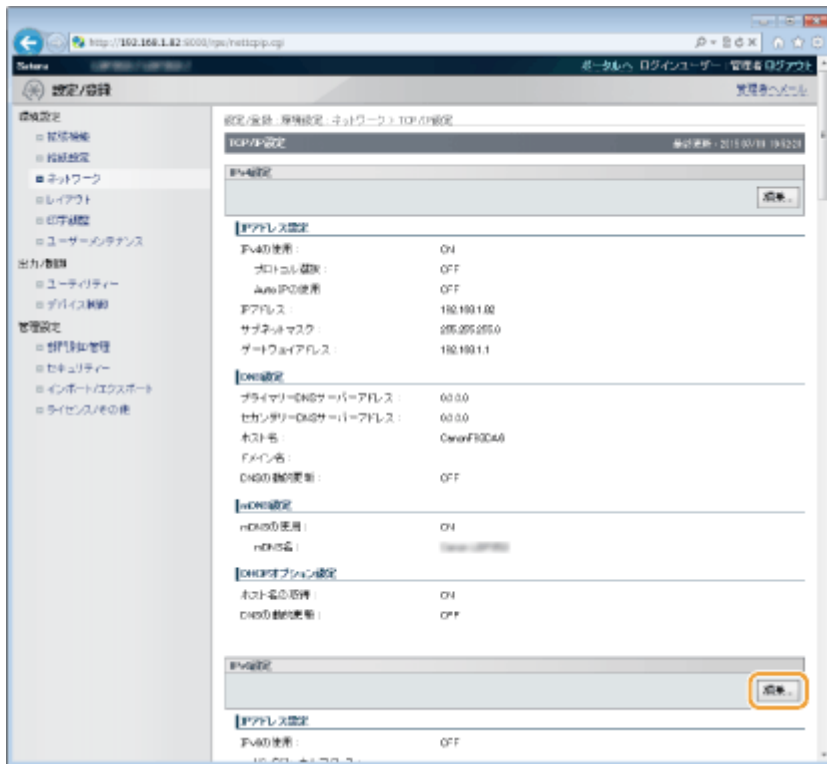 http://192.168.1.82:8000/rps/nettcpip.cgi
Satera
ポータルへ ログインユーザー: 管理者 ログアウト
設定/登録
管理者へメール
環境設定
拡張機能
給紙設定
ネットワーク
レイアウト
印字調整
ユーザーメンテナンス
出力/制御
ユーティリティー
デバイス制御
管理設定
部門別ID管理
セキュリティー
インポート/エクスポート
ライセンス/その他
設定/登録 : 環境設定 : ネットワーク > TCP/IP設定
TCP/IP設定
最終更新 :
IPv4設定
編集...
IPアドレス設定
IPv4の使用 : ON
プロトコル選択 : OFF
Auto IPの使用 OFF
IPアドレス : 192.168.1.82
サブネットマスク : 255.255.255.0
ゲートウェイアドレス : 192.168.1.1
DNS設定
プライマリーDNSサーバーアドレス : 0.0.0.0
セカンダリーDNSサーバーアドレス : 0.0.0.0
ホスト名 :
ドメイン名 :
DNSの動的更新 : OFF
mDNS設定
mDNSの使用 : ON
mDNS名 :
DHCPオプション設定
ホスト名の取得 : ON
DNSの動的更新 : OFF
IPv6設定
編集...
IPアドレス設定
IPv6の使用 : OFF